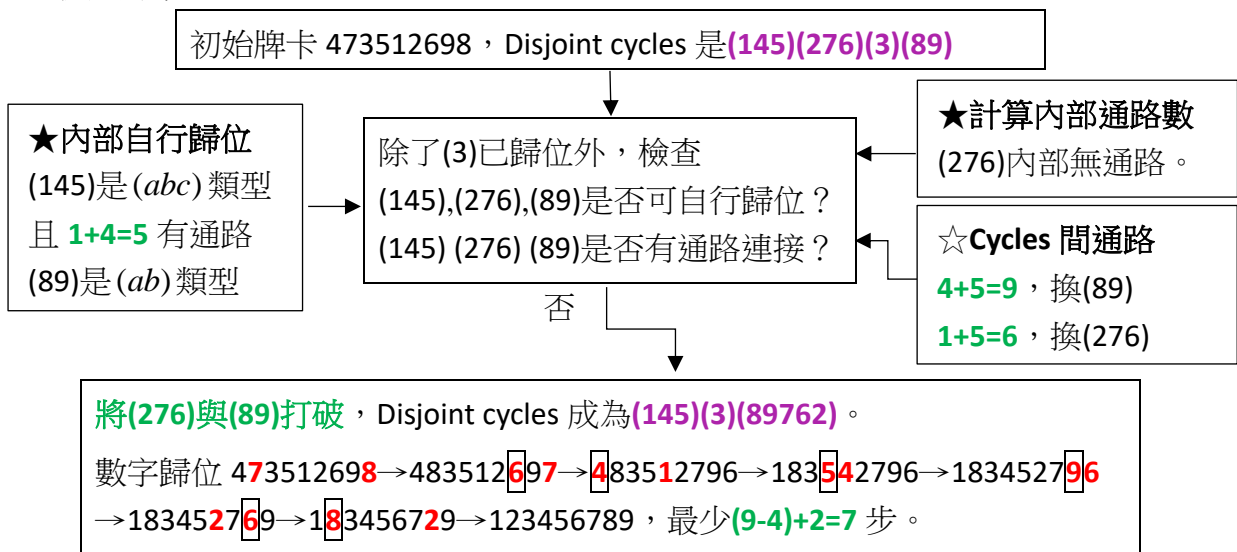 初始牌卡 473512698，Disjoint cycles 是(145)(276)(3)(89)
★內部自行歸位
(145)是(abc) 類型
且 1+4=5 有通路
(89)是(ab) 類型
除了(3)已歸位外，檢查
(145),(276),(89)是否可自行歸位？
(145) (276) (89)是否有通路連接？
★計算內部通路數
(276)內部無通路。
☆Cycles 間通路
4+5=9，換(89)
1+5=6，換(276)
否
將(276)與(89)打破，Disjoint cycles 成為(145)(3)(89762)。
數字歸位 473512698→483512697→483512796→183542796→183452796
→183452769→183456729→123456789，最少(9-4)+2=7 步。